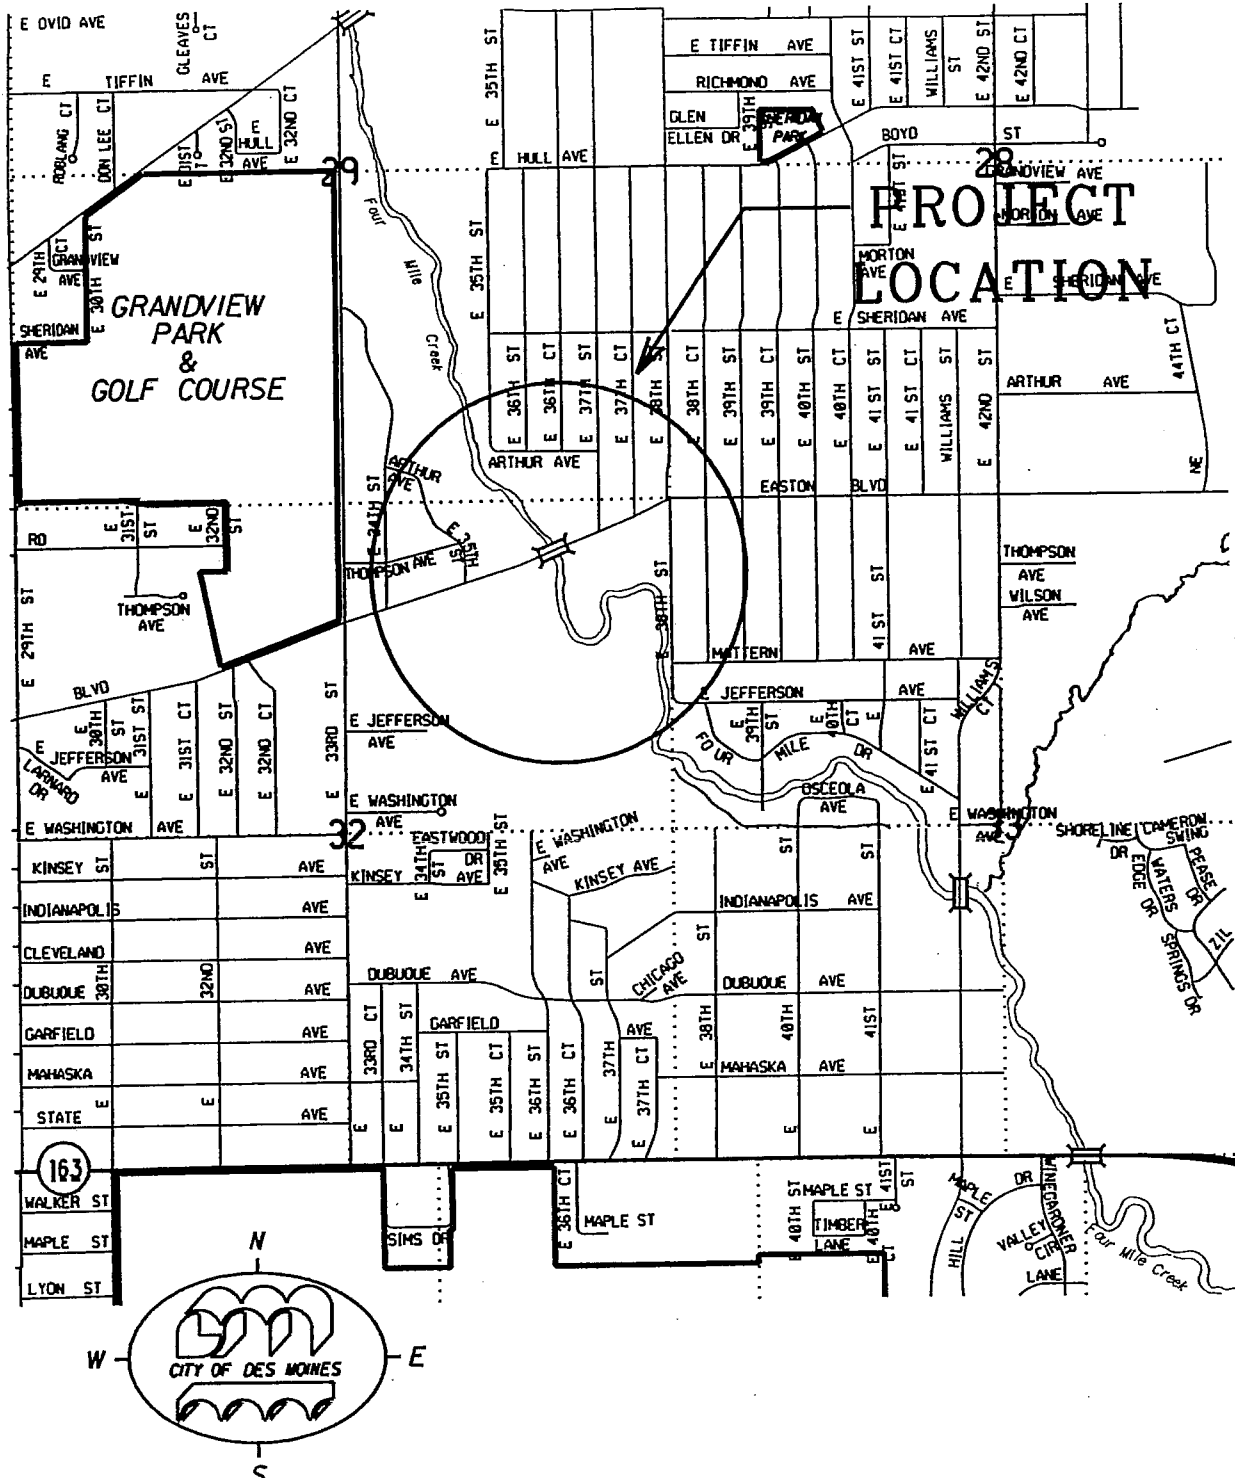 E OVID AVE
GLEAVES CT
E TIFFIN AVE
ROBLANG CT
DON LEE CT
E 31ST CT
E 32ND ST
E HULL AVE
E 32ND CT
E 35TH ST
E TIFFIN AVE
RICHMOND AVE
GLEN
ELLEN DR
E 39TH ST
SHERIDAN
PARK
E 41ST ST
E 41ST CT
WILLIAMS ST
E 42ND ST
E 42ND CT
BOYD ST
E HULL AVE
29
28
GRANDVIEW AVE
MORTON AVE
PROJECT
LOCATION
E 41ST ST
MORTON
AVE
E SHERIDAN AVE
E SHERIDAN AVE
E 29TH CT
GRANDVIEW
AVE
E 30TH ST
SHERIDAN
AVE
GRANDVIEW
PARK
&
GOLF COURSE
Four Mile Creek
E 35TH ST
E 36TH ST
E 36TH CT
E 37TH ST
E 37TH CT
E 38TH ST
E 38TH CT
E 39TH ST
E 39TH CT
E 40TH ST
E 40TH CT
E 41 ST ST
E 41 ST CT
WILLIAMS ST
E 42ND ST
44TH CT
NE
ARTHUR AVE
ARTHUR AVE
ARTHUR
AVE
EASTON BLVD
E 34TH ST
E 35TH ST
THOMPSON AVE
RD
E 31ST ST
E 32ND ST
THOMPSON
AVE
E 29TH ST
E 38TH ST
41 ST ST
THOMPSON
AVE
WILSON
AVE
MATTERN AVE
BLVD
E JEFFERSON AVE
WILLIAMS CT
E 30TH ST
E 31ST ST
E 31ST CT
E 32ND ST
E 32ND CT
E 33RD ST
E JEFFERSON
AVE
E JEFFERSON
AVE
LARNARD
DR
FOUR MILE DR
E 39TH ST
E 40TH CT
E
E 41 ST CT
OSCEOLA
AVE
E WASHINGTON
AVE
E WASHINGTON
AVE
E WASHINGTON AVE
32
EASTWOOD
DR
E 34TH ST
E 35TH ST
E WASHINGTON
AVE
SHORELINE
DR
CAMERON
SWING
PEASE DR
WATERS
EDGE DR
SPRINGS DR
ZIL
KINSEY AVE
KINSEY AVE
KINSEY AVE
INDIANAPOLIS AVE
INDIANAPOLIS AVE
CLEVELAND AVE
DUBUQUE AVE
DUBUQUE AVE
CHICAGO
AVE
DUBUQUE AVE
GARFIELD AVE
GARFIELD AVE
MAHASKA AVE
E MAHASKA AVE
STATE AVE
E 30TH ST
E 32ND ST
E 33RD CT
E 34TH ST
E 35TH ST
E 35TH CT
E 36TH ST
E 36TH CT
E 37TH ST
E 37TH CT
E 38TH ST
E 40TH ST
E 41ST ST
163
WALKER ST
MAPLE ST
LYON ST
SIMS DR
E 36TH CT
MAPLE ST
E 40TH ST
MAPLE ST
TIMBER
LANE
E 41ST ST
E 40TH CT
HILL
MAPLE ST
DR
WINEGARDNER
VALLEY
CIR
LANE
Four Mile Creek
N
W
E
CITY OF DES MOINES
S